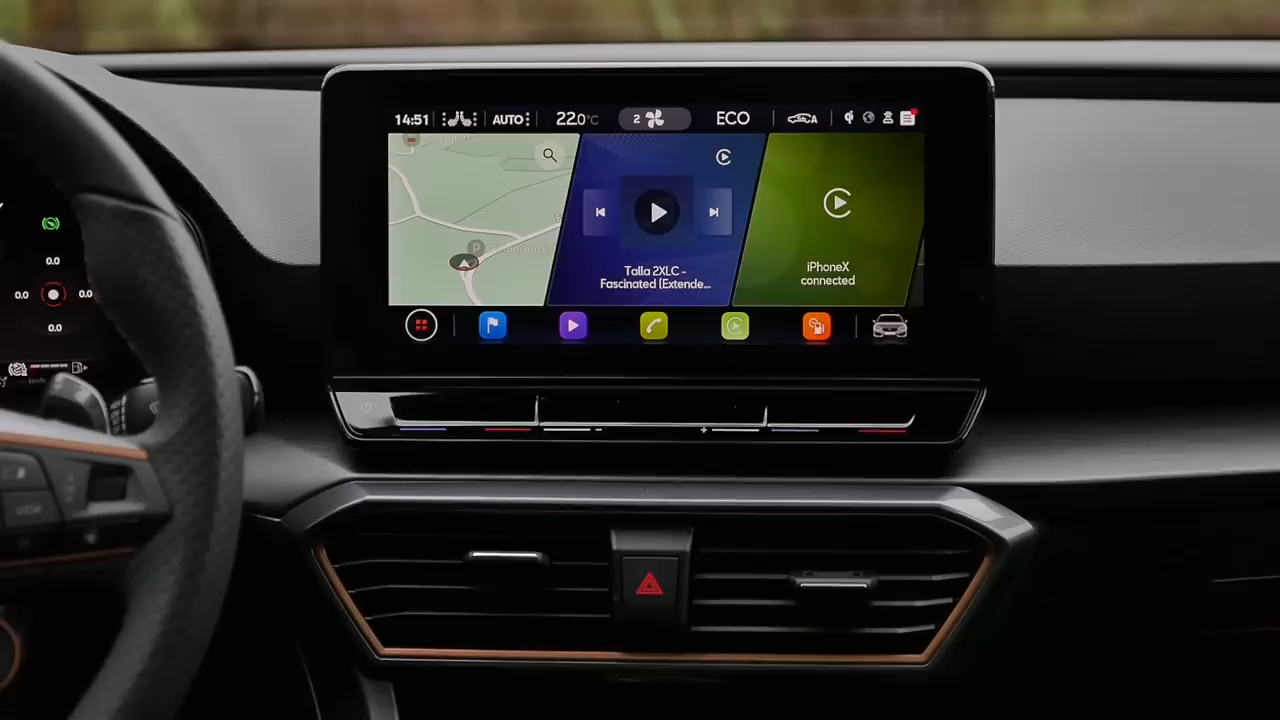 14:51 AUTO 22.0°C 2 ECO A
P
Talla 2XLC -
Fascinated (Extende...
iPhoneX
connected
0.0
0.0 0.0
0.0
VIEW
- +